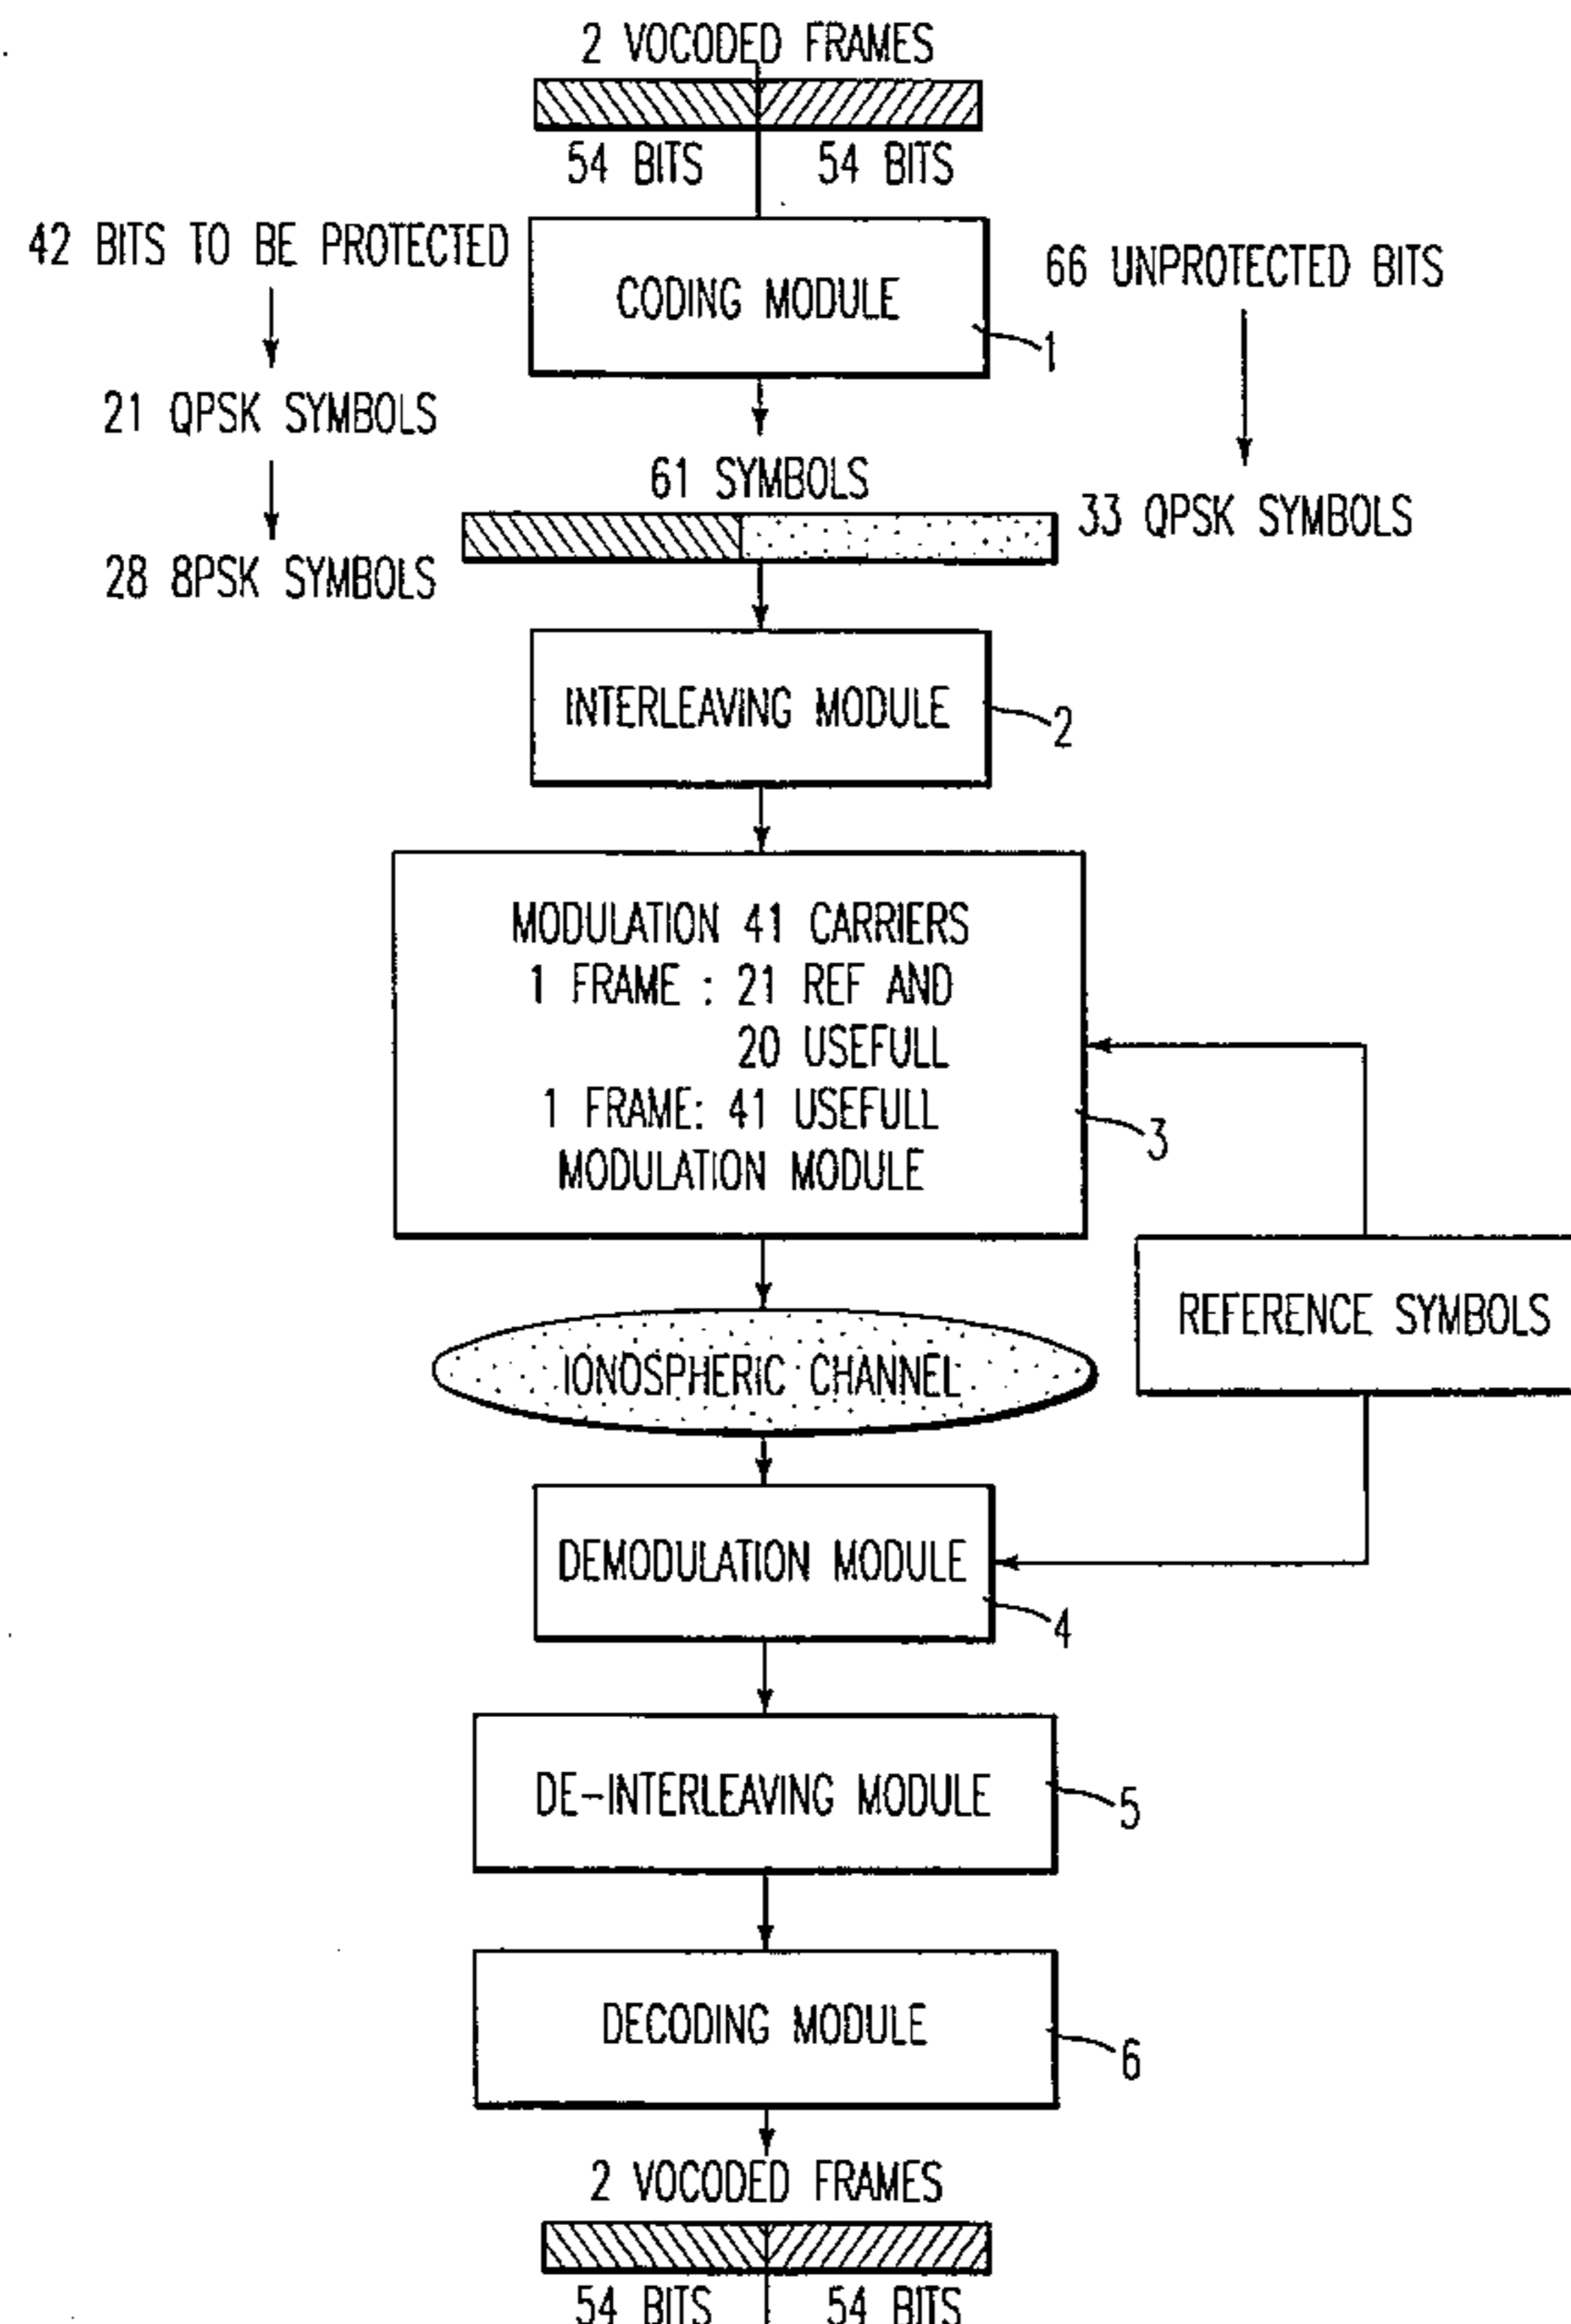 2 VOCODED FRAMES
54 BITS 54 BITS
42 BITS TO BE PROTECTED
CODING MODULE
66 UNPROTECTED BITS
1
21 QPSK SYMBOLS
61 SYMBOLS
33 QPSK SYMBOLS
28 8PSK SYMBOLS
INTERLEAVING MODULE
2
MODULATION 41 CARRIERS
1 FRAME : 21 REF AND
20 USEFULL
1 FRAME: 41 USEFULL
MODULATION MODULE
3
REFERENCE SYMBOLS
IONOSPHERIC CHANNEL
DEMODULATION MODULE
4
DE-INTERLEAVING MODULE
5
DECODING MODULE
6
2 VOCODED FRAMES
54 BITS 54 BITS